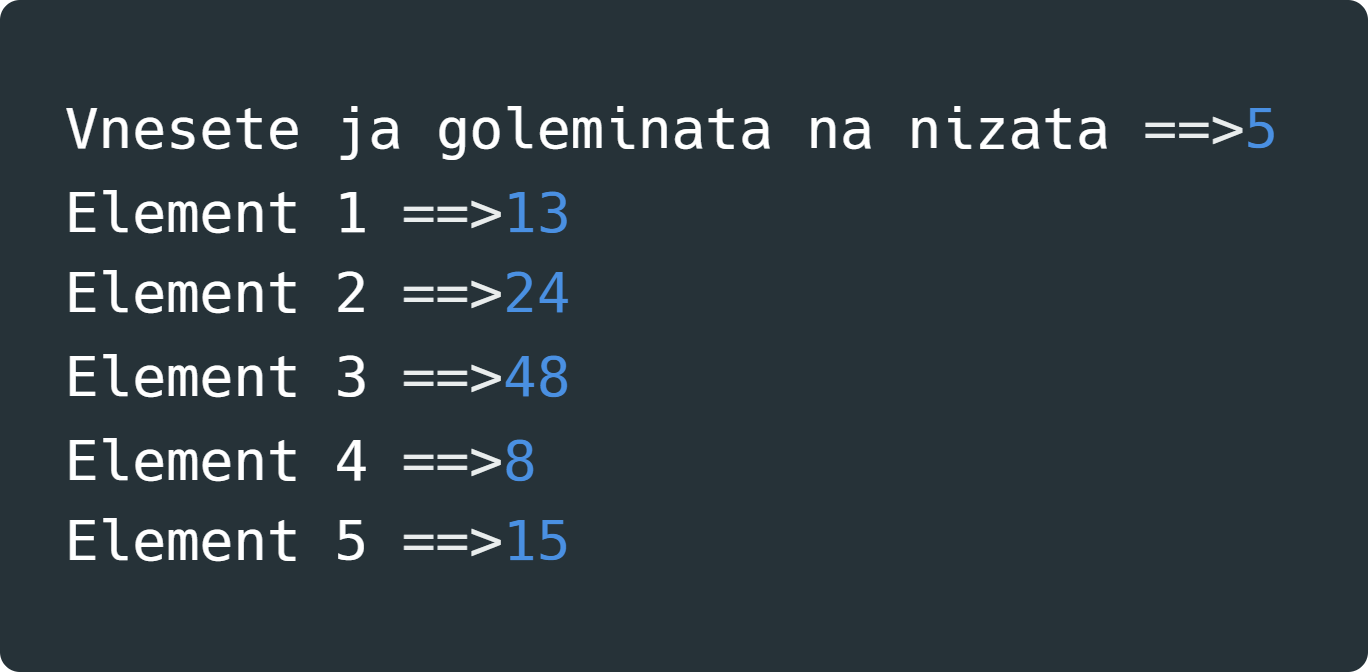 Vnesete ja goleminata na nizata ==>5
Element 1 ==>13
Element 2 ==>24
Element 3 ==>48
Element 4 ==>8
Element 5 ==>15